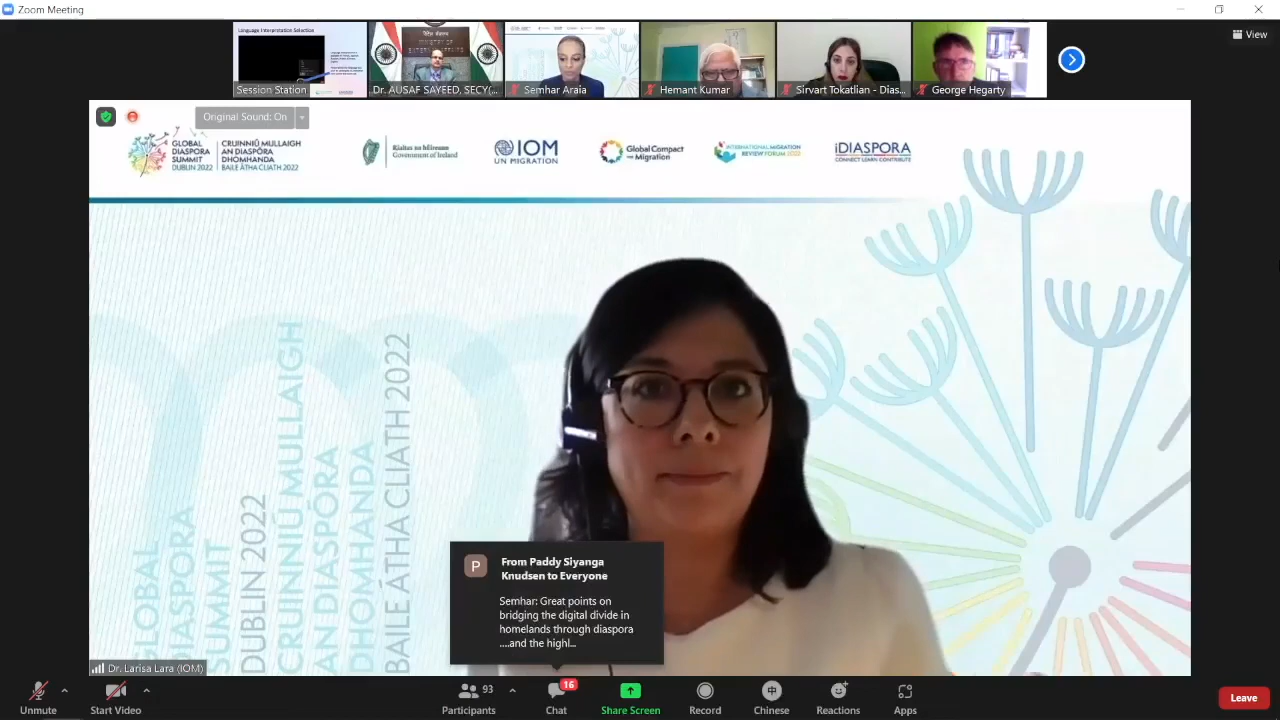 Zoom Meeting
View
Language Interpretation Selection
Session Station
Dr. AUSAF SAYEED, SECY(...
Semhar Araia
Hemant Kumar
Sirvart Tokatlian - Dias...
George Hegarty
Original Sound: On
GLOBAL
DIASPORA
SUMMIT
DUBLIN 2022
CRUINNIÚ MULLAIGH
AN DIASPÓRA
DHOMHANDA
BAILE ÁTHA CLIATH 2022
Rialtas na hÉireann
Government of Ireland
IOM
UN MIGRATION
Global Compact
for Migration
INTERNATIONAL MIGRATION
REVIEW FORUM 2022
iDIASPORA
CONNECT LEARN CONTRIBUTE
GLOBAL
DIASPORA
SUMMIT
DUBLIN 2022
CRUINNIÚ MULLAIGH
AN DIASPÓRA
DHOMHANDA
BAILE ÁTHA CLIATH 2022
P
From Paddy Siyanga
Knudsen to Everyone
Semhar: Great points on
bridging the digital divide in
homelands through diaspora
....and the highl...
Dr. Larisa Lara (IOM)
Unmute
Start Video
93
Participants
16
Chat
Share Screen
Record
中
Chinese
Reactions
Apps
Leave